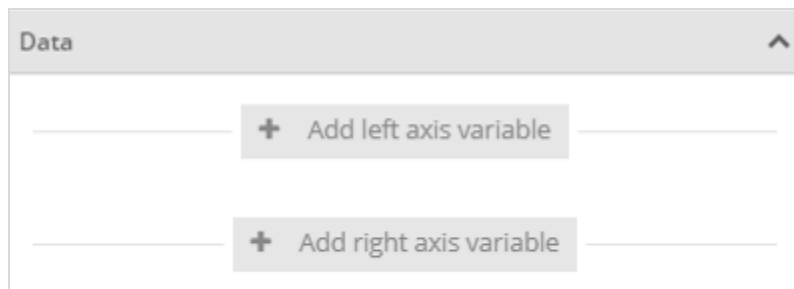 Data
+ Add left axis variable
+ Add right axis variable